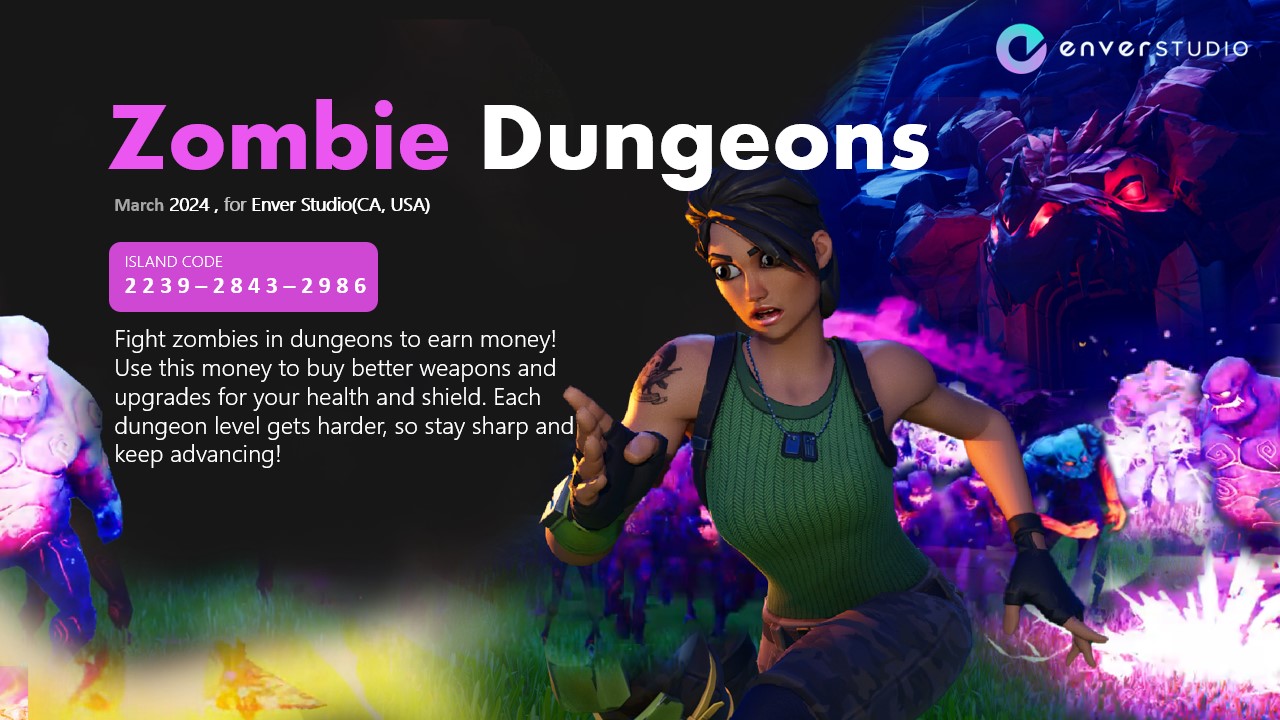 enverSTUDIO
Zombie Dungeons
March 2024 , for Enver Studio(CA, USA)
ISLAND CODE
2239–2843–2986
Fight zombies in dungeons to earn money!
Use this money to buy better weapons and
upgrades for your health and shield. Each
dungeon level gets harder, so stay sharp and
keep advancing!